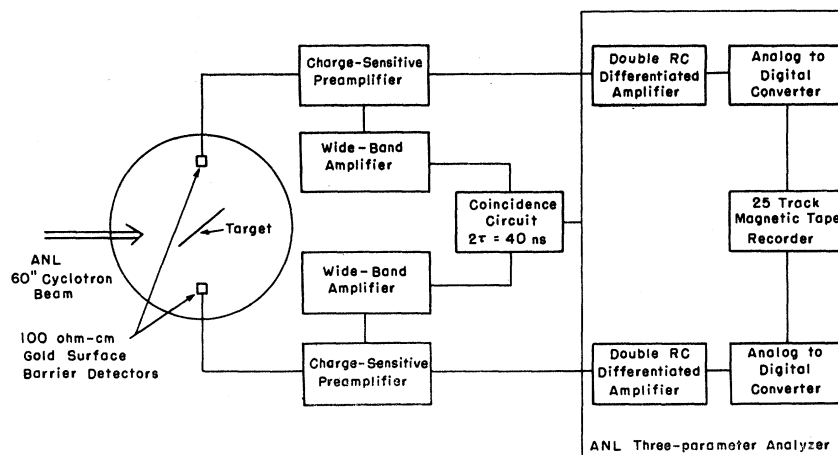 Charge-Sensitive
Preamplifier
Double RC
Differentiated
Amplifier
Analog to
Digital
Converter
Wide-Band
Amplifier
Coincidence
Circuit
2τ = 40 ns
25 Track
Magnetic Tape
Recorder
Target
ANL
60" Cyclotron
Beam
Wide-Band
Amplifier
100 ohm-cm
Gold Surface
Barrier Detectors
Charge-Sensitive
Preamplifier
Double RC
Differentiated
Amplifier
Analog to
Digital
Converter
ANL Three-parameter Analyzer